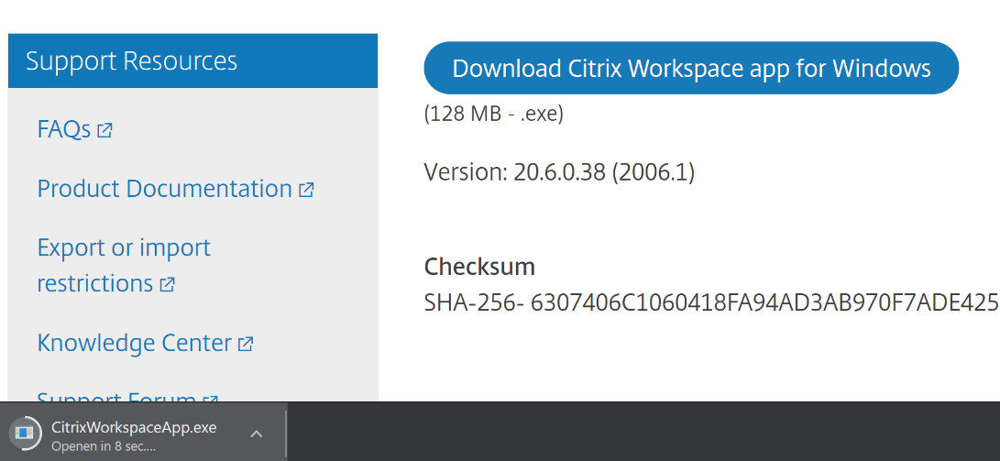 Support Resources
FAQs
Product Documentation
Export or import
restrictions
Knowledge Center
Support Forum
Download Citrix Workspace app for Windows
(128 MB - .exe)
Version: 20.6.0.38 (2006.1)
Checksum
SHA-256- 6307406C1060418FA94AD3AB970F7ADE425
CitrixWorkspaceApp.exe
Openen in 8 sec....